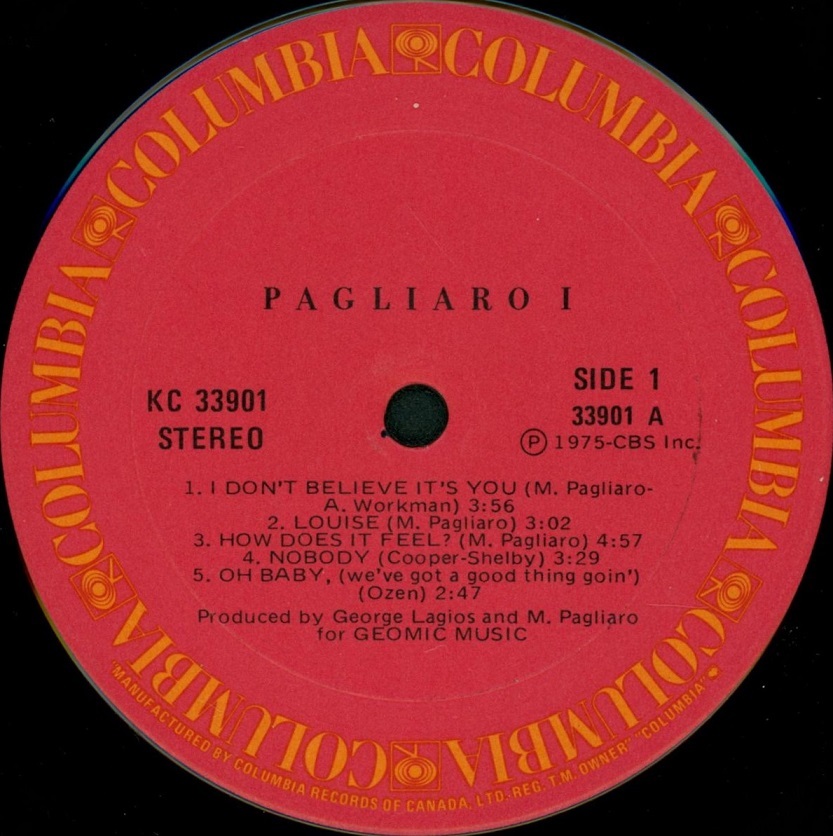 COLUMBIA COLUMBIA COLUMBIA COLUMBIA COLUMBIA COLUMBIA
PAGLIARO I
KC 33901
STEREO
SIDE 1
33901 A
Ⓟ 1975-CBS Inc.
1. I DON'T BELIEVE IT'S YOU (M. Pagliaro-
A. Workman) 3:56
2. LOUISE (M. Pagliaro) 3:02
3. HOW DOES IT FEEL? (M. Pagliaro) 4:57
4. NOBODY (Cooper-Shelby) 3:29
5. OH BABY, (we've got a good thing goin')
(Ozen) 2:47
Produced by George Lagios and M. Pagliaro
for GEOMIC MUSIC
"MANUFACTURED BY COLUMBIA RECORDS OF CANADA, LTD.-REG. T.M. OWNER" "COLUMBIA"